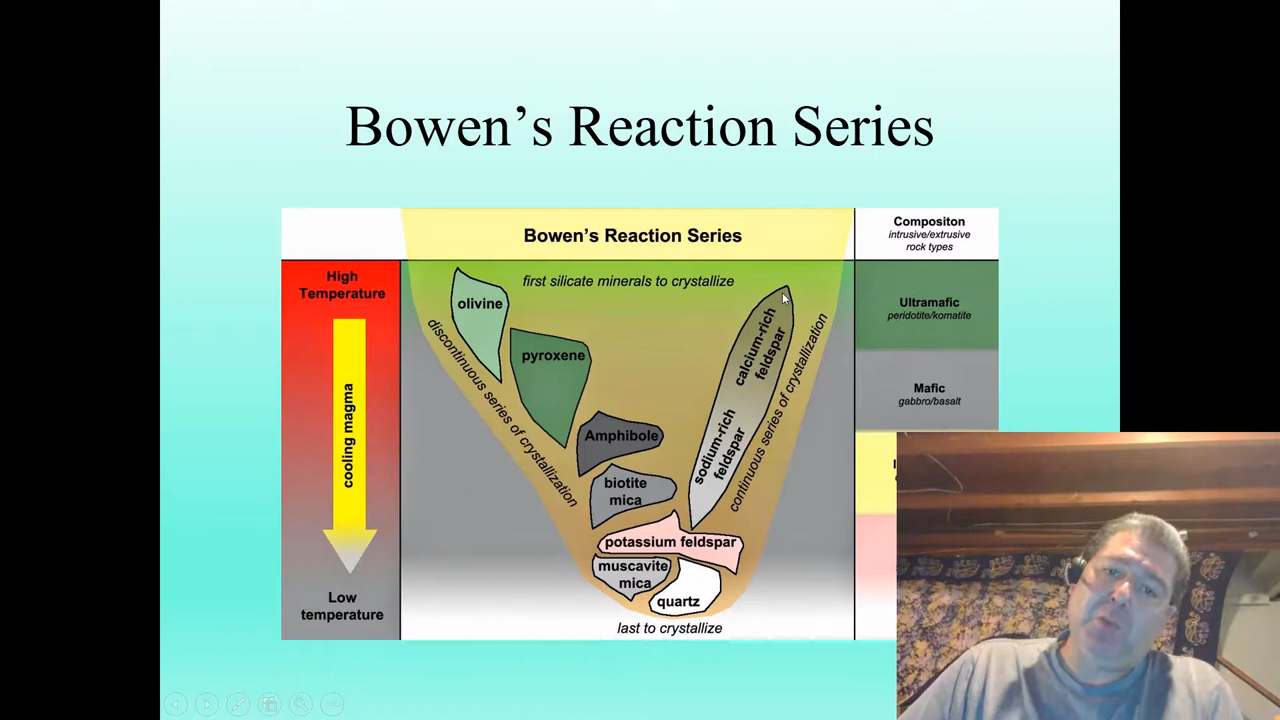 Bowen's Reaction Series
Bowen's Reaction Series
Compositon
intrusive/extrusive
rock types
High
Temperature
first silicate minerals to crystallize
olivine
Ultramafic
peridotite/komatite
pyroxene
calcium-rich
feldspar
discontinuous series of crystallization
continuous series of crystallization
Mafic
gabbro/basalt
cooling magma
Amphibole
sodium-rich
feldspar
biotite
mica
potassium feldspar
muscavite
mica
quartz
Low
temperature
last to crystallize